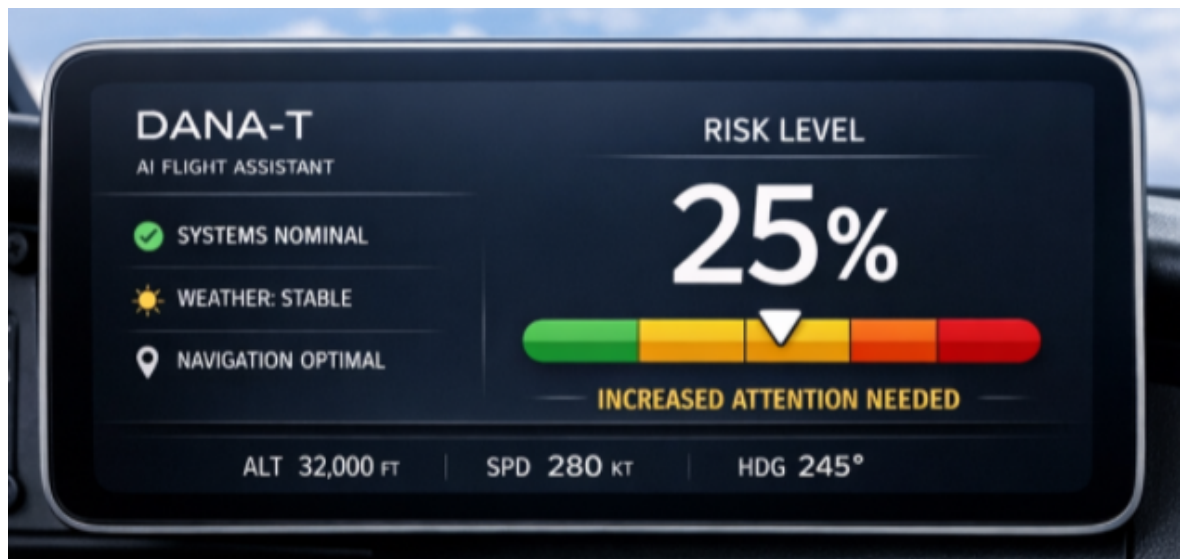 DANA-T
AI FLIGHT ASSISTANT
SYSTEMS NOMINAL
WEATHER: STABLE
NAVIGATION OPTIMAL
RISK LEVEL
25%
INCREASED ATTENTION NEEDED
ALT 32,000 FT
SPD 280 KT
HDG 245°